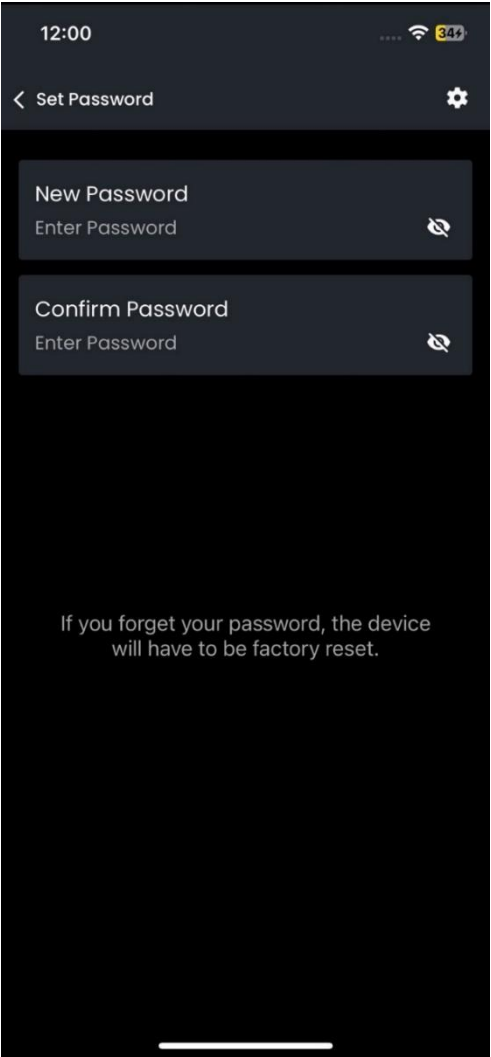 12:00
34
Set Password
New Password
Enter Password
Confirm Password
Enter Password
If you forget your password, the device
will have to be factory reset.